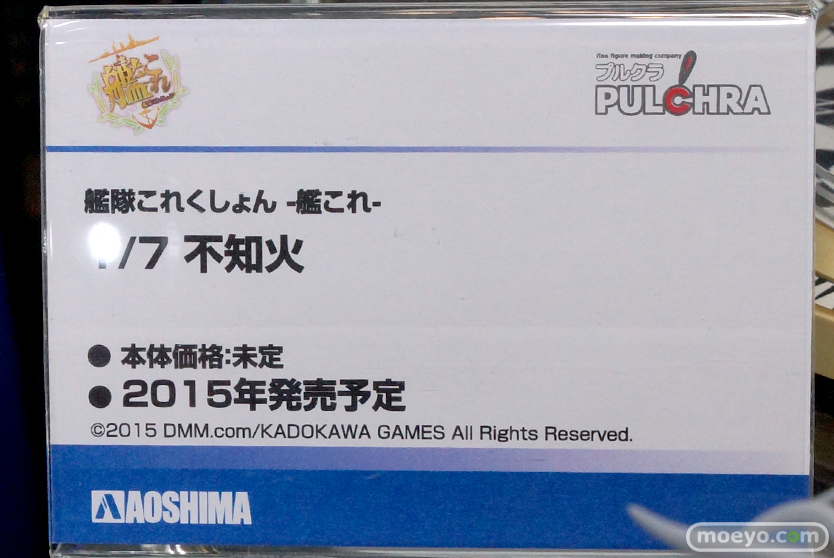 艦これ
fine figure making company
プルクラ
PULCHRA
艦隊これくしょん -艦これ-
1/7 不知火
● 本体価格:未定
● 2015年発売予定
©2015 DMM.com/KADOKAWA GAMES All Rights Reserved.
AOSHIMA
moeyo.com